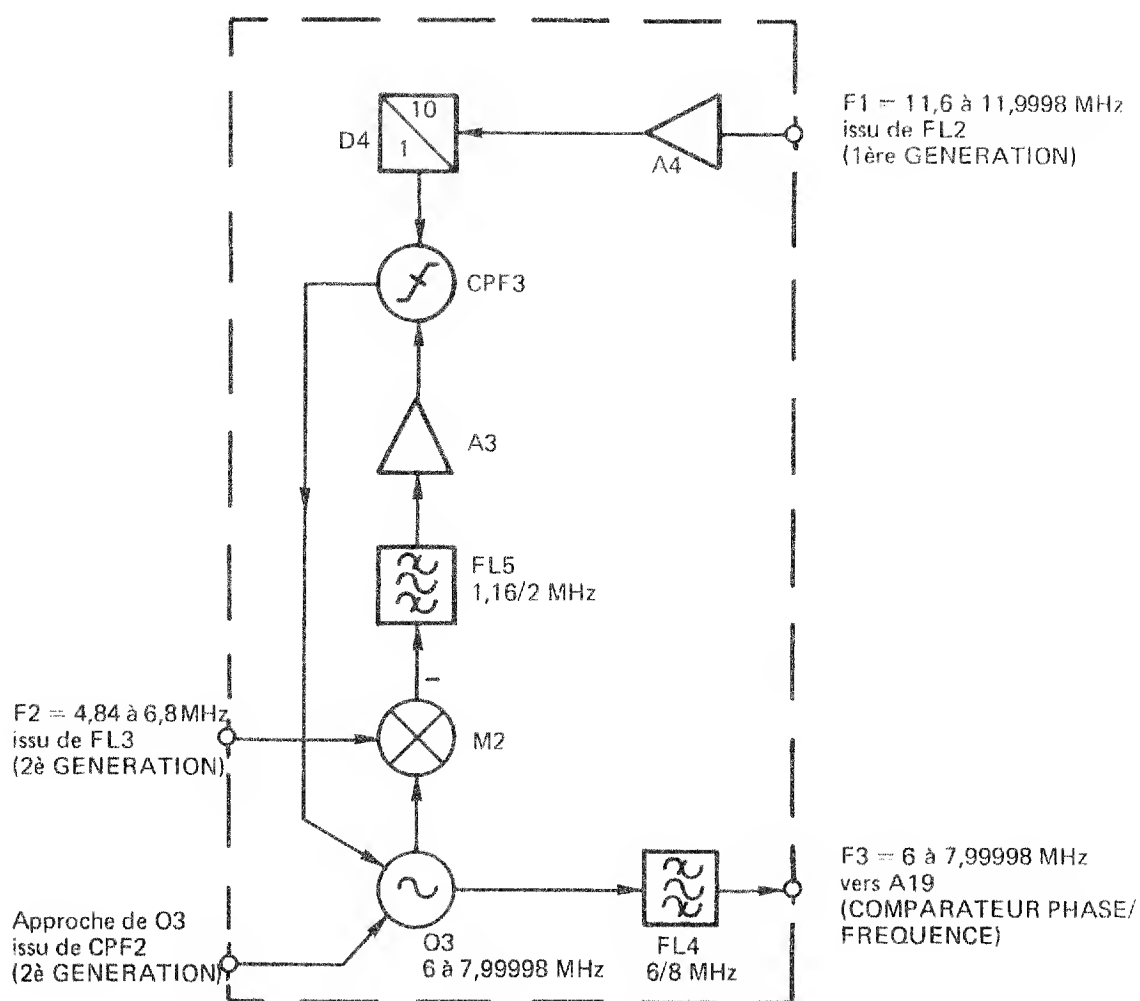 F1 = 11,6 à 11,9998 MHz
issu de FL2
(1ère GENERATION)
10
1
D4
A4
CPF3
A3
FL5
1,16/2 MHz
–
F2 = 4,84 à 6,8 MHz
issu de FL3
(2è GENERATION)
M2
F3 = 6 à 7,99998 MHz
vers A19
(COMPARATEUR PHASE/
FREQUENCE)
Approche de O3
issu de CPF2
(2è GENERATION)
O3
6 à 7,99998 MHz
FL4
6/8 MHz